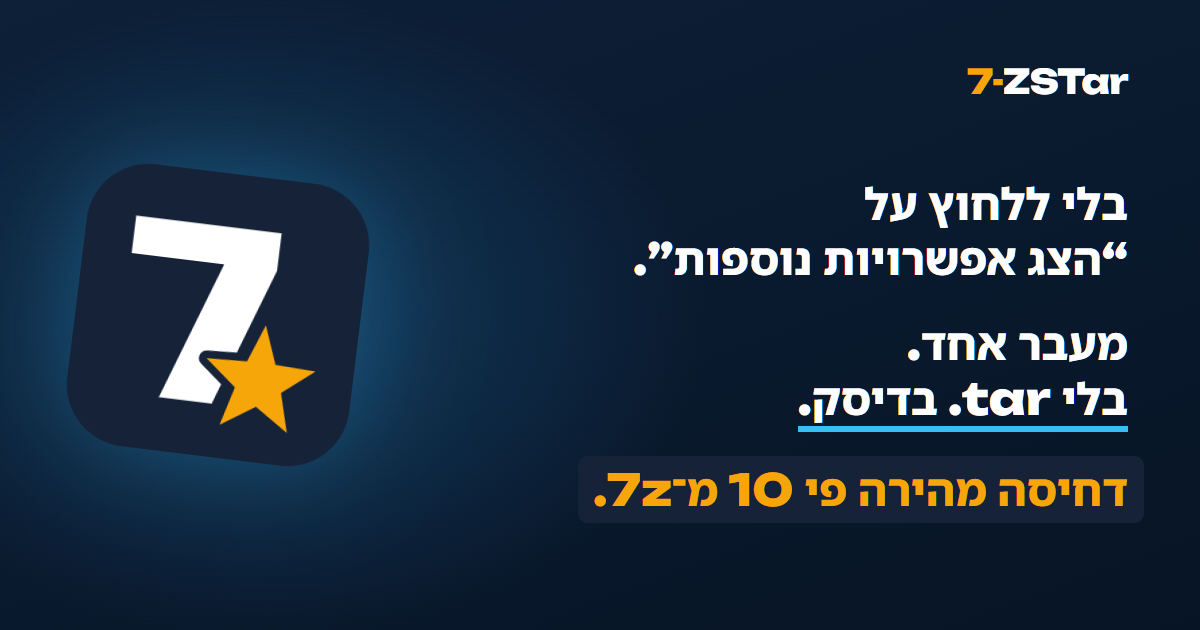 7-ZSTar
בלי ללחוץ על
“הצג אפשרויות נוספות”.
מעבר אחד.
בלי ‎.tar בדיסק.
דחיסה מהירה פי 10 מ־7z.
7